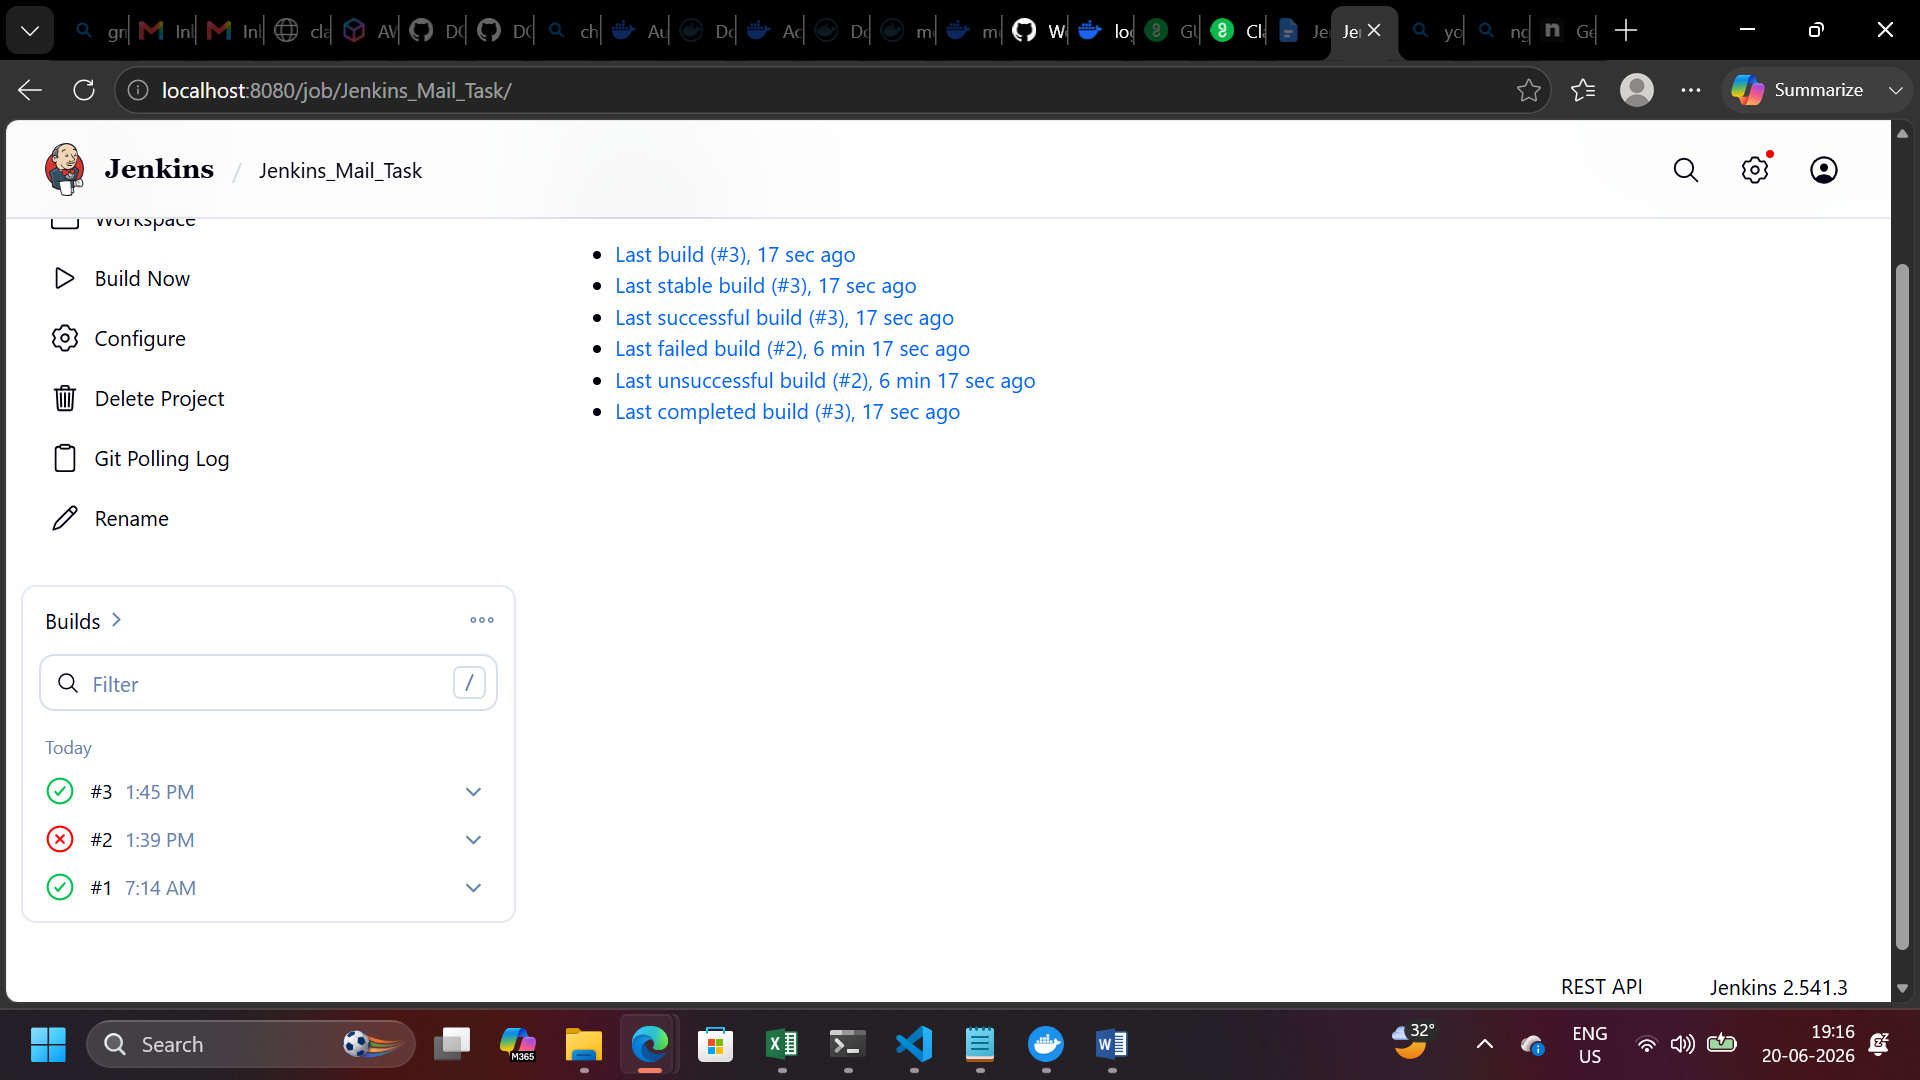 localhost:8080/job/Jenkins_Mail_Task/
Summarize
Jenkins / Jenkins_Mail_Task
Workspace
Build Now
Configure
Delete Project
Git Polling Log
Rename
Last build (#3), 17 sec ago
Last stable build (#3), 17 sec ago
Last successful build (#3), 17 sec ago
Last failed build (#2), 6 min 17 sec ago
Last unsuccessful build (#2), 6 min 17 sec ago
Last completed build (#3), 17 sec ago
Builds
Filter
/
Today
#3 1:45 PM
#2 1:39 PM
#1 7:14 AM
REST API
Jenkins 2.541.3
Search
M365
32°
ENG
US
19:16
20-06-2026